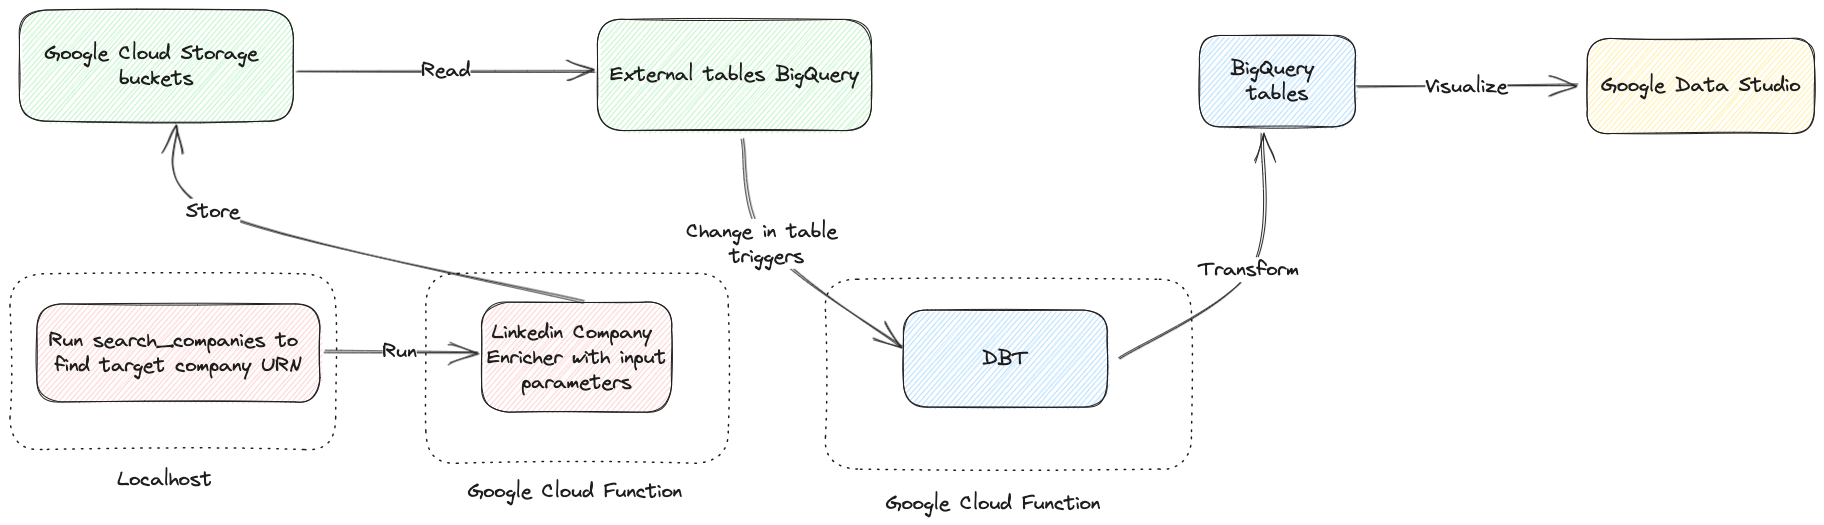 Google Cloud Storage
buckets
Read
External tables BigQuery
BigQuery
tables
Visualize
Google Data Studio
Store
Change in table
triggers
Transform
Run search_companies to
find target company URN
Run
Linkedin Company
Enricher with input
parameters
DBT
Localhost
Google Cloud Function
Google Cloud Function